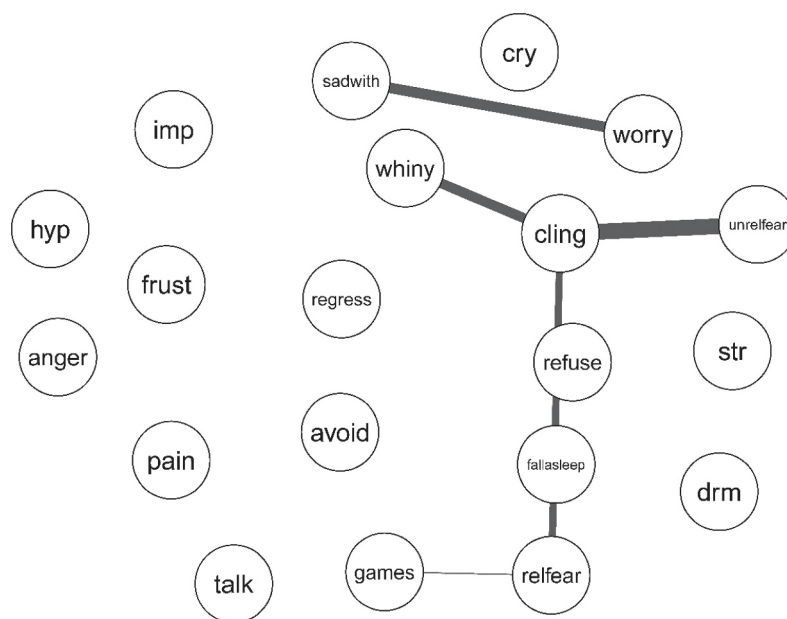 cry
sadwith
imp
worry
whiny
hyp
cling
unrelfear
frust
regress
anger
refuse
str
avoid
pain
fallasleep
drm
talk
games
relfear